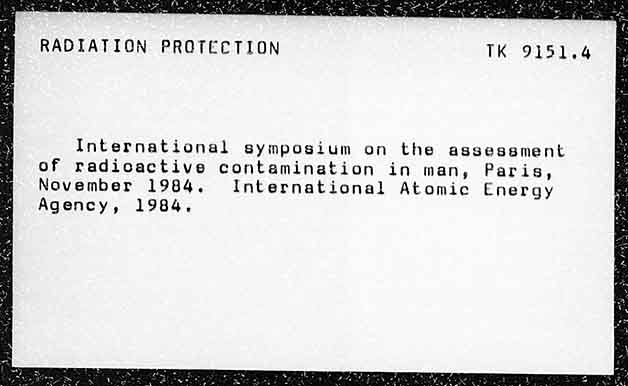 RADIATION PROTECTION TK 9151.4
International symposium on the assessment
of radioactive contamination in man, Paris,
November 1984. International Atomic Energy
Agency, 1984.